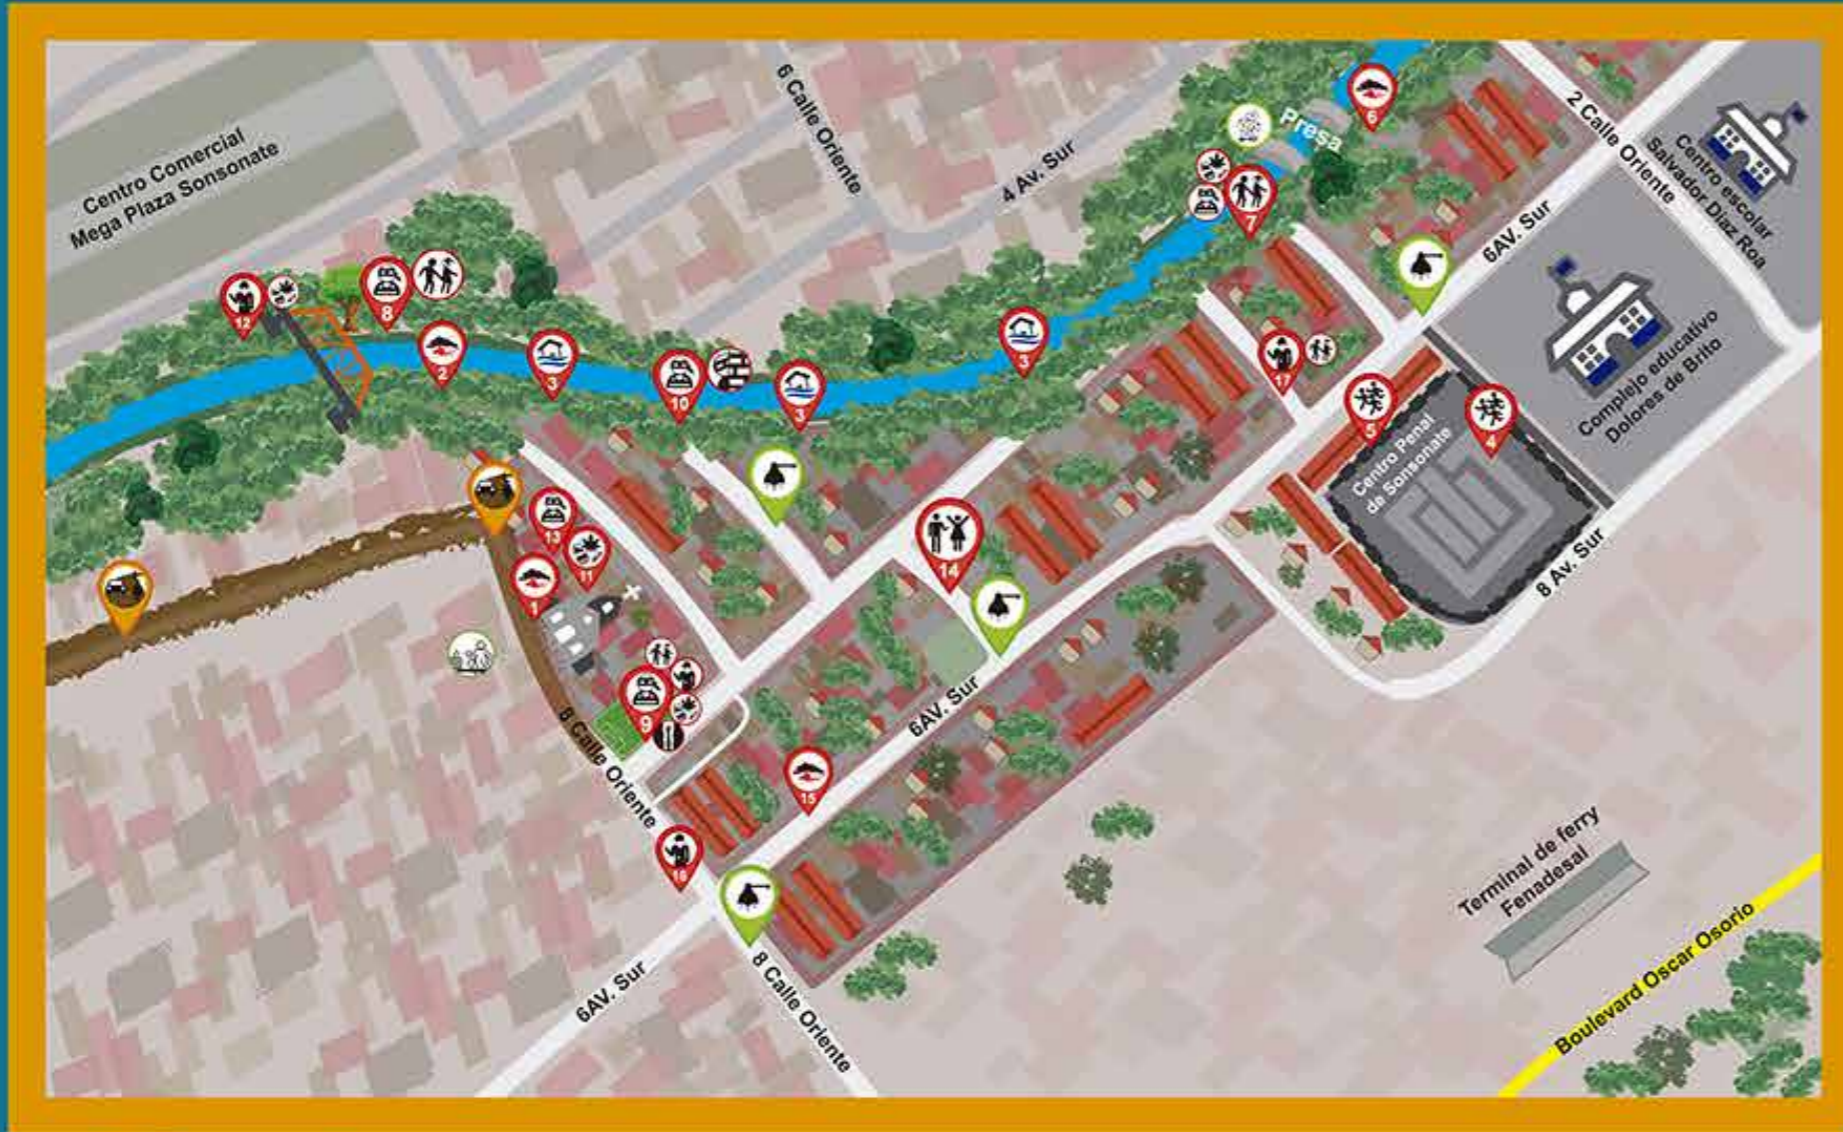 Centro Comercial
Mega Plaza Sonsonate
6 Calle Oriente
4 Av. Sur
Presa
6
2 Calle Oriente
Centro escolar
Salvador Diaz Roa
7
6AV. Sur
12
8
2
3
10
3
3
17
5
4
Complejo educativo
Dolores de Brito
Centro Penal
de Sonsonate
13
11
1
14
8 Av. Sur
9
8 Calle Oriente
6AV. Sur
15
16
Terminal de ferry
Fenadesal
6AV. Sur
8 Calle Oriente
Boulevard Oscar Osorio